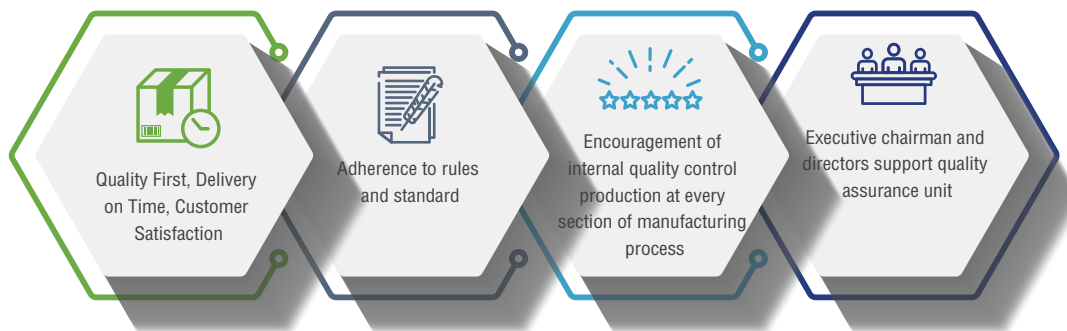 Quality First, Delivery
on Time, Customer
Satisfaction
Adherence to rules
and standard
Encouragement of
internal quality control
production at every
section of manufacturing
process
Executive chairman and
directors support quality
assurance unit